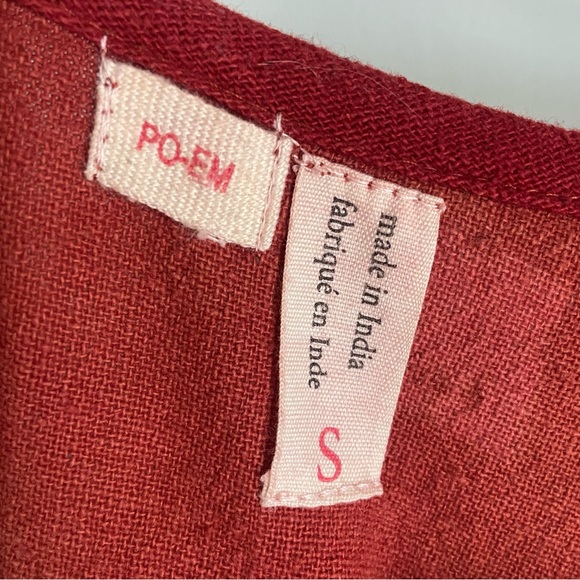 PO-EM
made in India
fabriqué en Inde
S